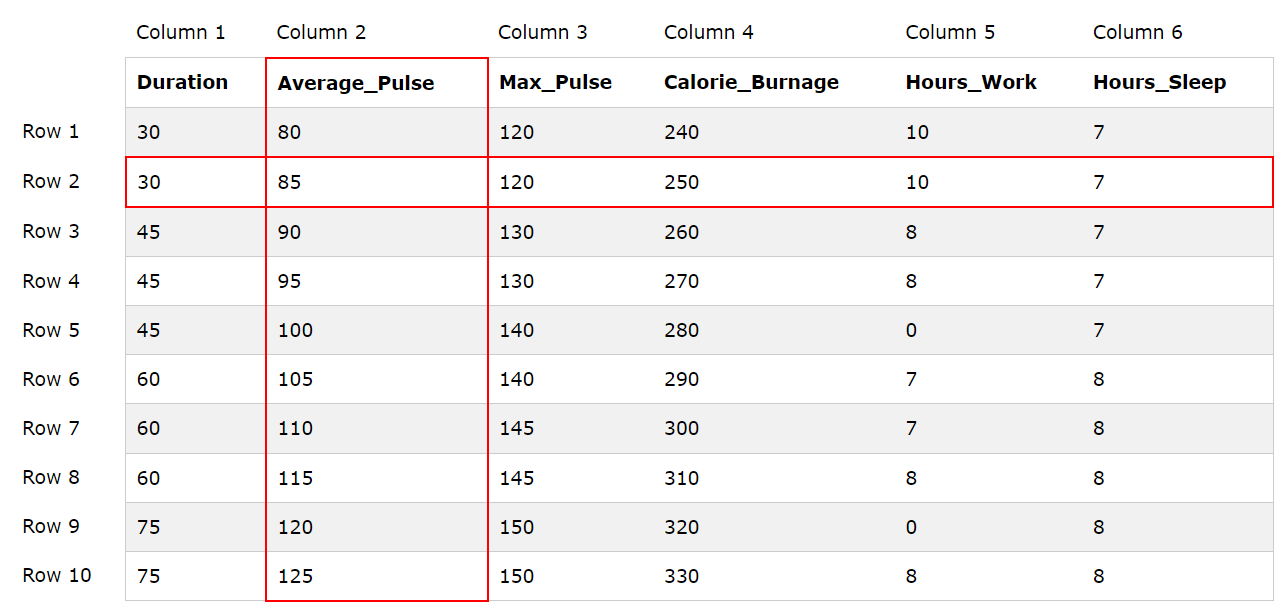 Column 1 Column 2 Column 3 Column 4 Column 5 Column 6
Duration Average_Pulse Max_Pulse Calorie_Burnage Hours_Work Hours_Sleep
Row 1 30 80 120 240 10 7
Row 2 30 85 120 250 10 7
Row 3 45 90 130 260 8 7
Row 4 45 95 130 270 8 7
Row 5 45 100 140 280 0 7
Row 6 60 105 140 290 7 8
Row 7 60 110 145 300 7 8
Row 8 60 115 145 310 8 8
Row 9 75 120 150 320 0 8
Row 10 75 125 150 330 8 8